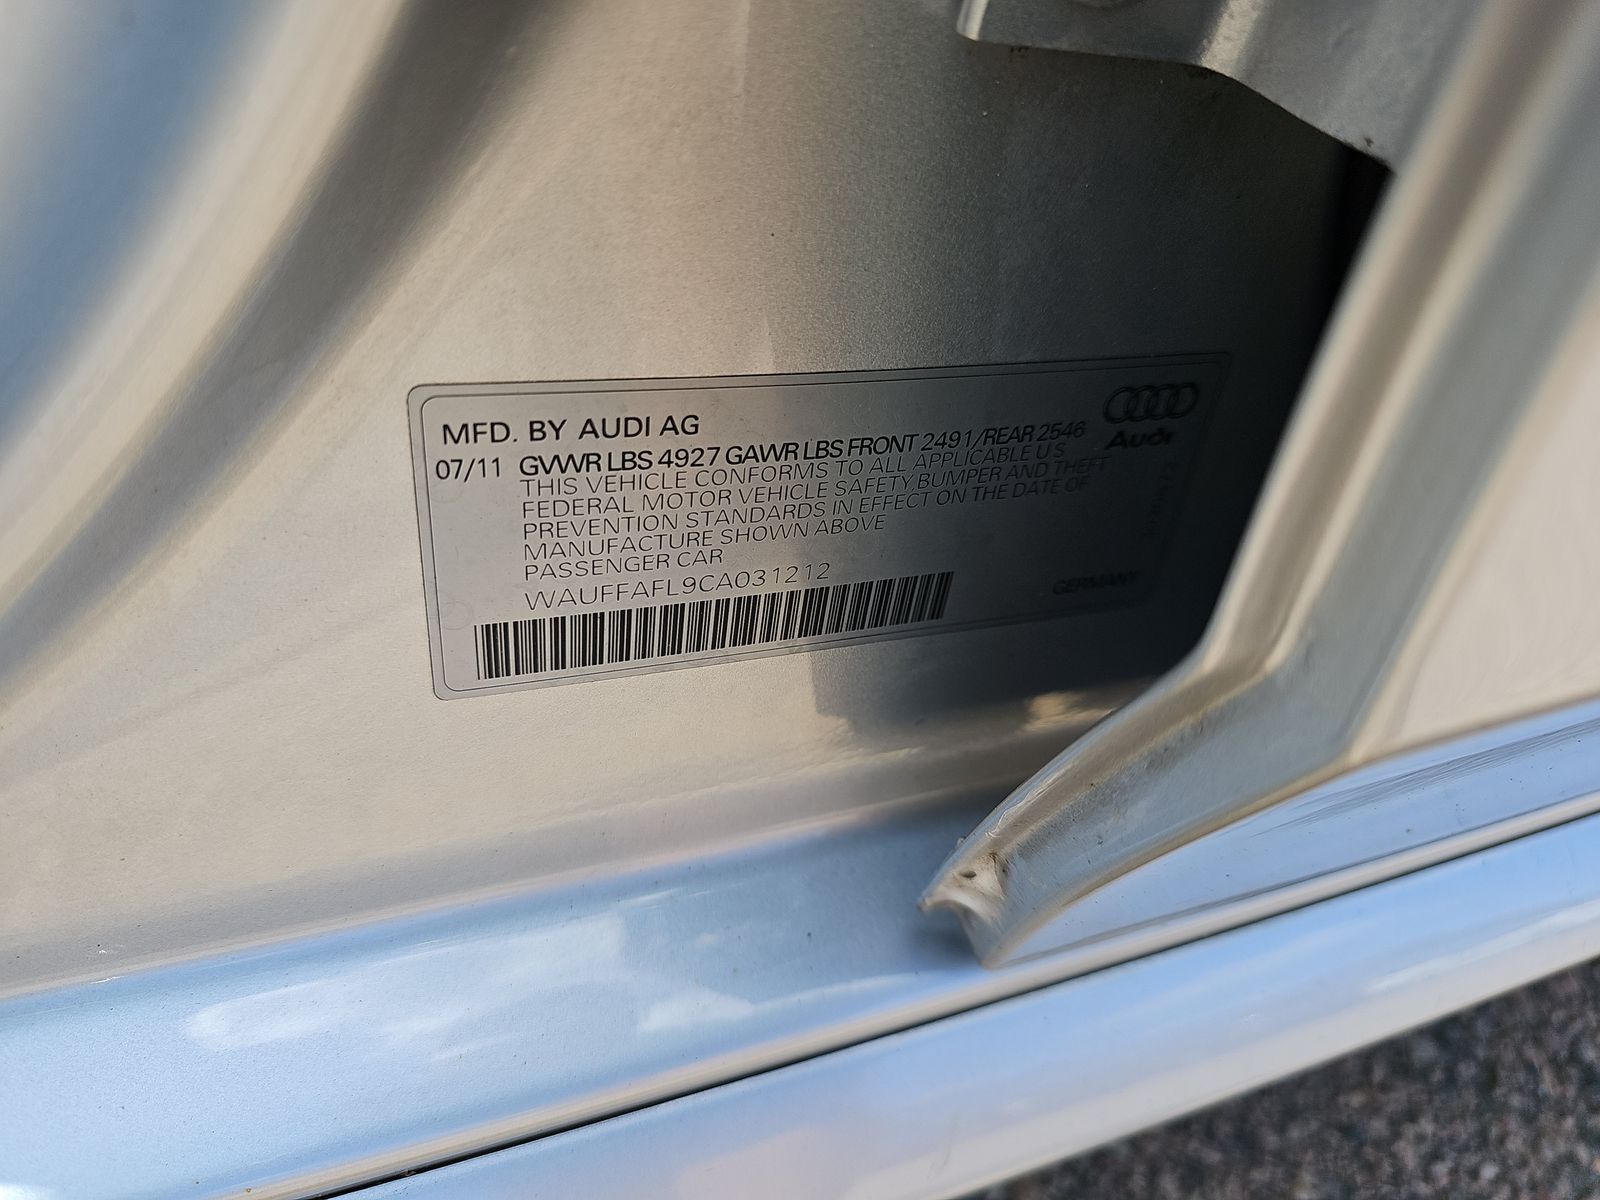 MFD. BY AUDI AG
07/11 GVWR LBS 4927 GAWR LBS FRONT 2491/REAR 2546
THIS VEHICLE CONFORMS TO ALL APPLICABLE U S
FEDERAL MOTOR VEHICLE SAFETY, BUMPER AND THEFT
PREVENTION STANDARDS IN EFFECT ON THE DATE OF
MANUFACTURE SHOWN ABOVE
PASSENGER CAR
WAUFFAFL9CA031212
Audi
GERMANY